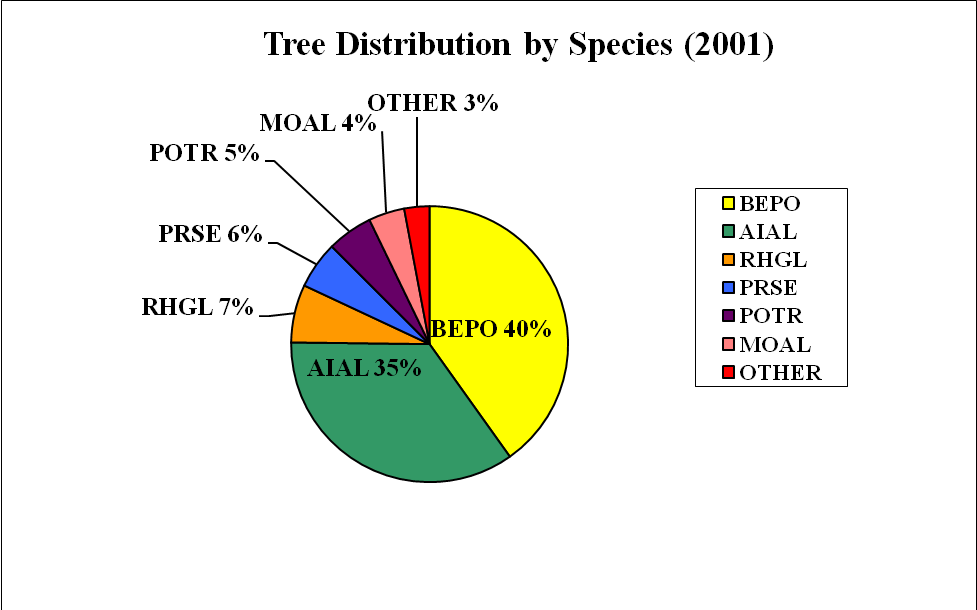 Tree Distribution by Species (2001)
OTHER 3%
MOAL 4%
POTR 5%
PRSE 6%
RHGL 7%
BEPO 40%
AIAL 35%
BEPO
AIAL
RHGL
PRSE
POTR
MOAL
OTHER